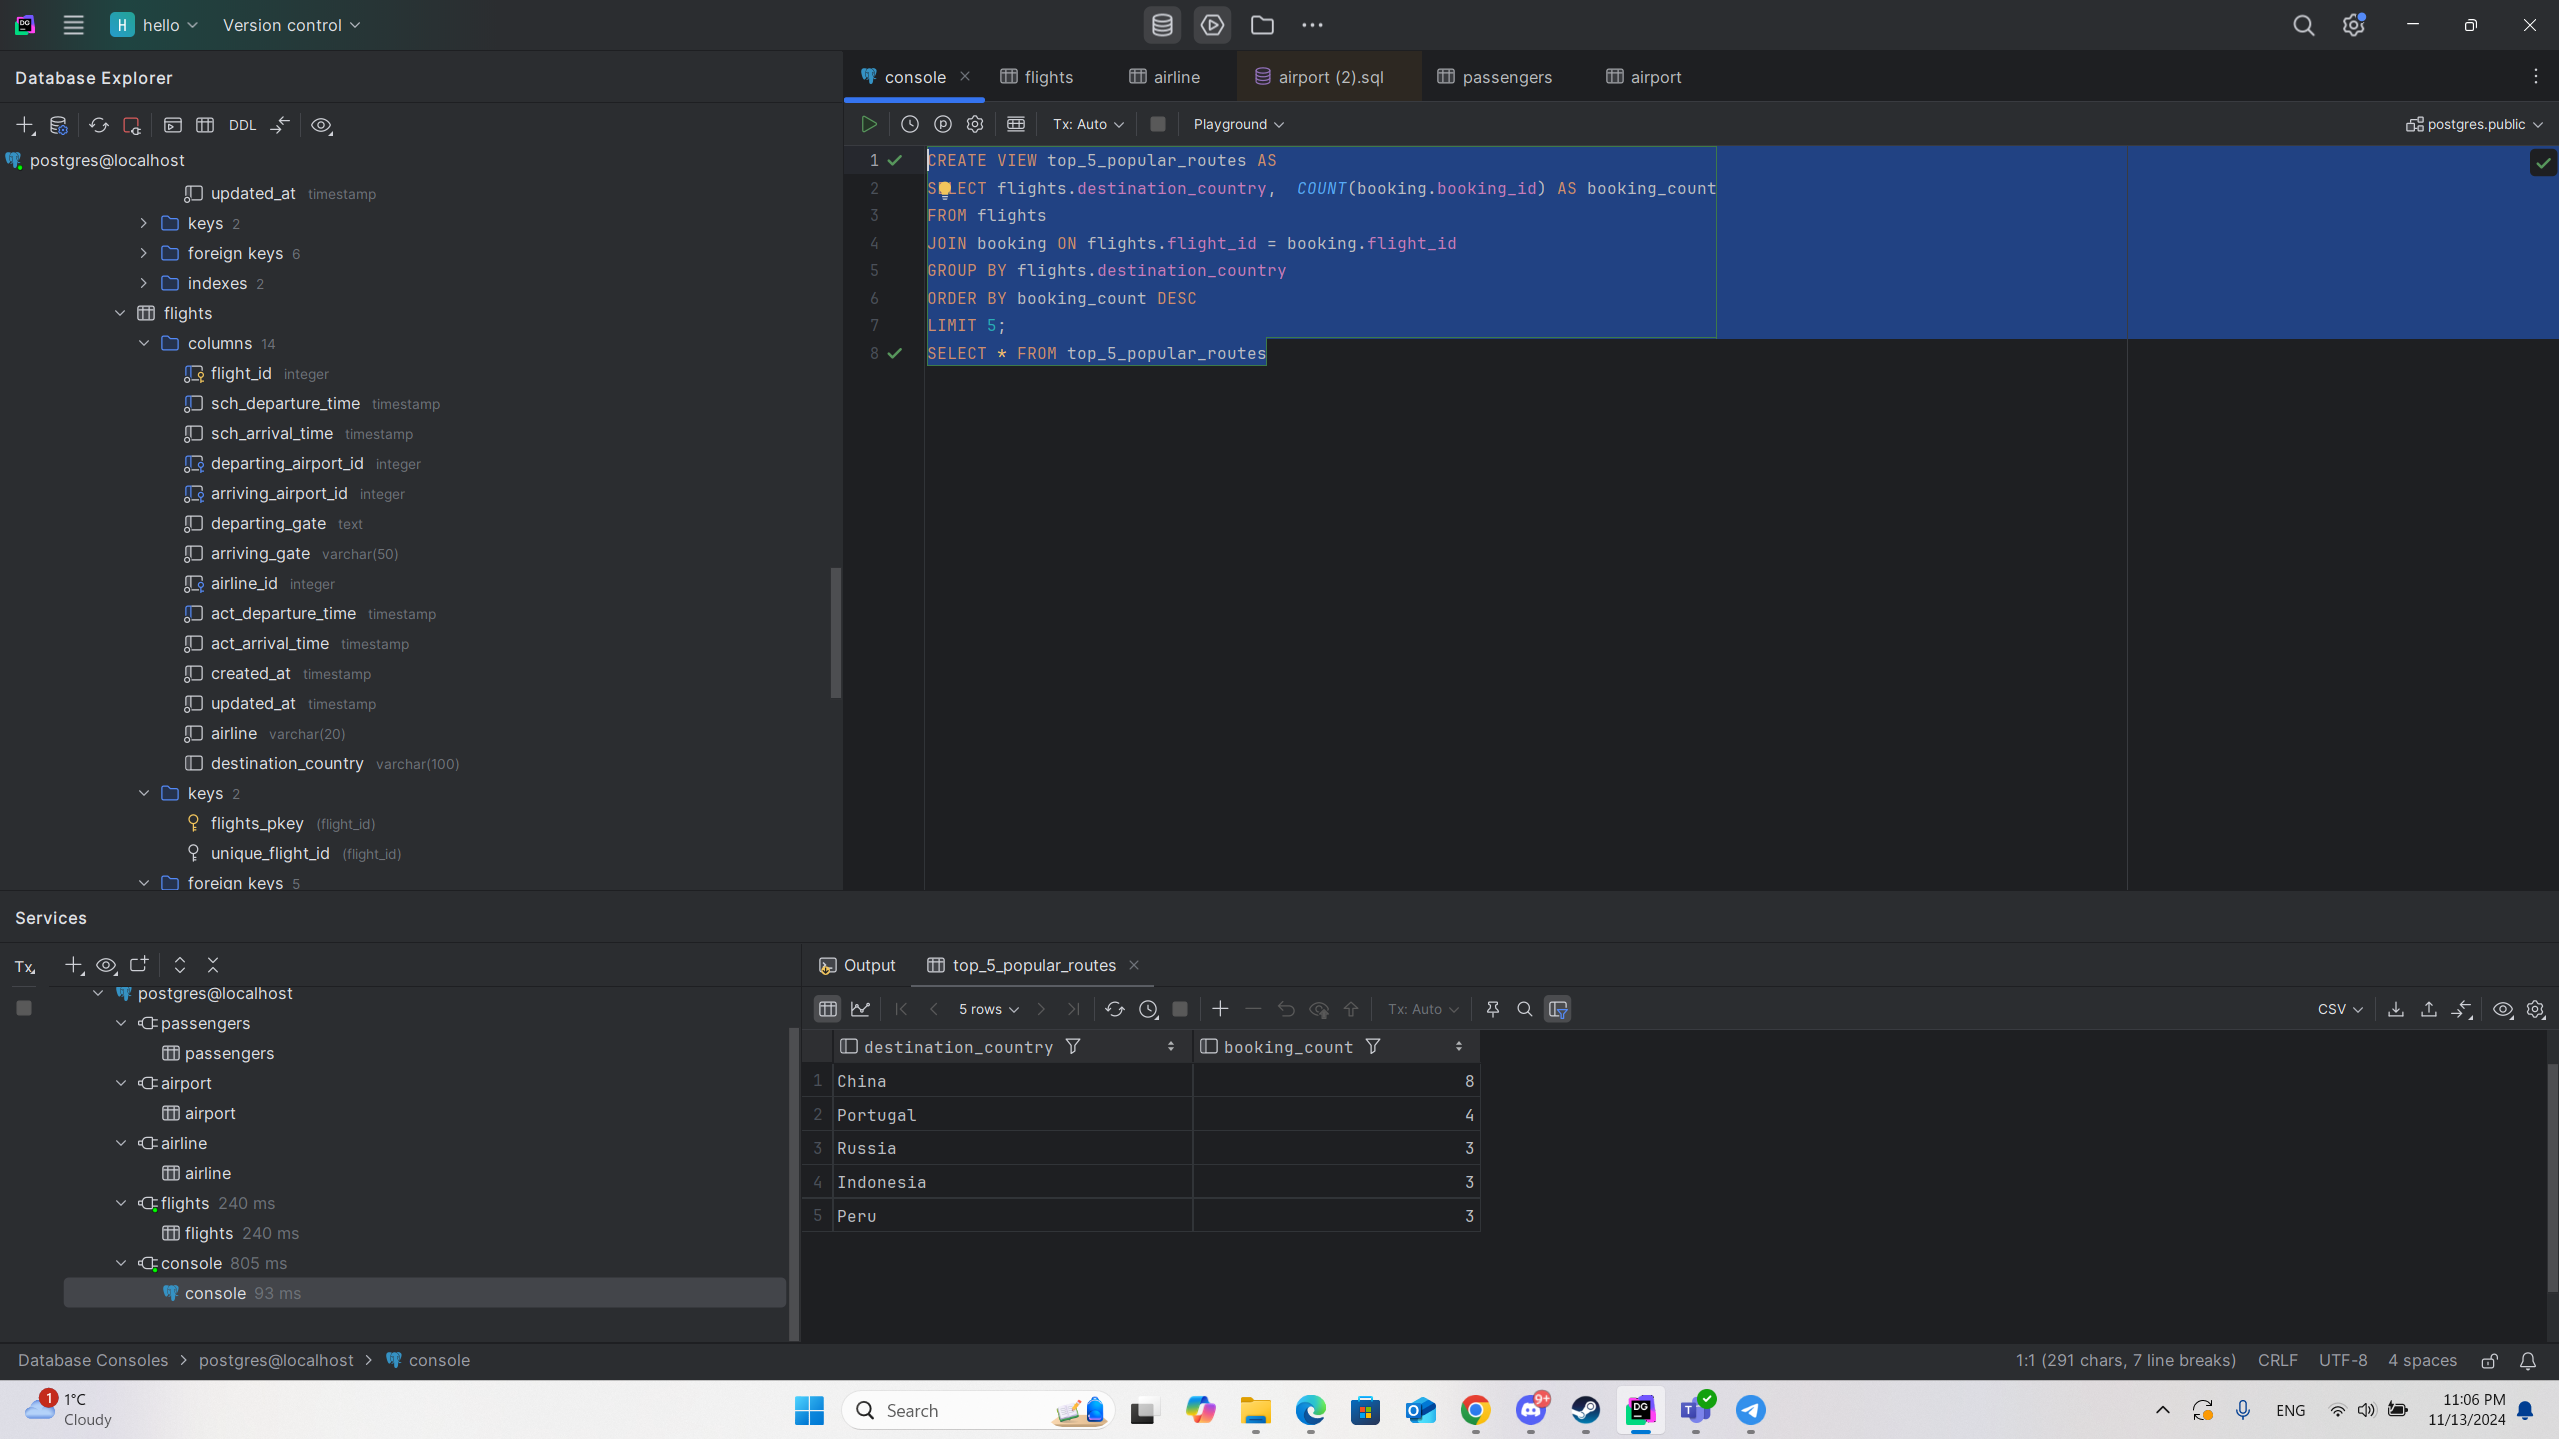 H hello Version control
Database Explorer
DDL
postgres@localhost
updated_at timestamp
keys 2
foreign keys 6
indexes 2
flights
columns 14
flight_id integer
sch_departure_time timestamp
sch_arrival_time timestamp
departing_airport_id integer
arriving_airport_id integer
departing_gate text
arriving_gate varchar(50)
airline_id integer
act_departure_time timestamp
act_arrival_time timestamp
created_at timestamp
updated_at timestamp
airline varchar(20)
destination_country varchar(100)
keys 2
flights_pkey (flight_id)
unique_flight_id (flight_id)
foreign keys 5
console flights airline airport (2).sql passengers airport
Tx: Auto Playground postgres.public
1 CREATE VIEW top_5_popular_routes AS
2 SELECT flights.destination_country, COUNT(booking.booking_id) AS booking_count
3 FROM flights
4 JOIN booking ON flights.flight_id = booking.flight_id
5 GROUP BY flights.destination_country
6 ORDER BY booking_count DESC
7 LIMIT 5;
8 SELECT * FROM top_5_popular_routes
Services
Tx
postgres@localhost
passengers
passengers
airport
airport
airline
airline
flights 240 ms
flights 240 ms
console 805 ms
console 93 ms
Output top_5_popular_routes
5 rows Tx: Auto CSV
destination_country booking_count
1 China 8
2 Portugal 4
3 Russia 3
4 Indonesia 3
5 Peru 3
Database Consoles > postgres@localhost > console
1:1 (291 chars, 7 line breaks) CRLF UTF-8 4 spaces
1
1°C
Cloudy
Search
9+
DG
ENG
11:06 PM
11/13/2024